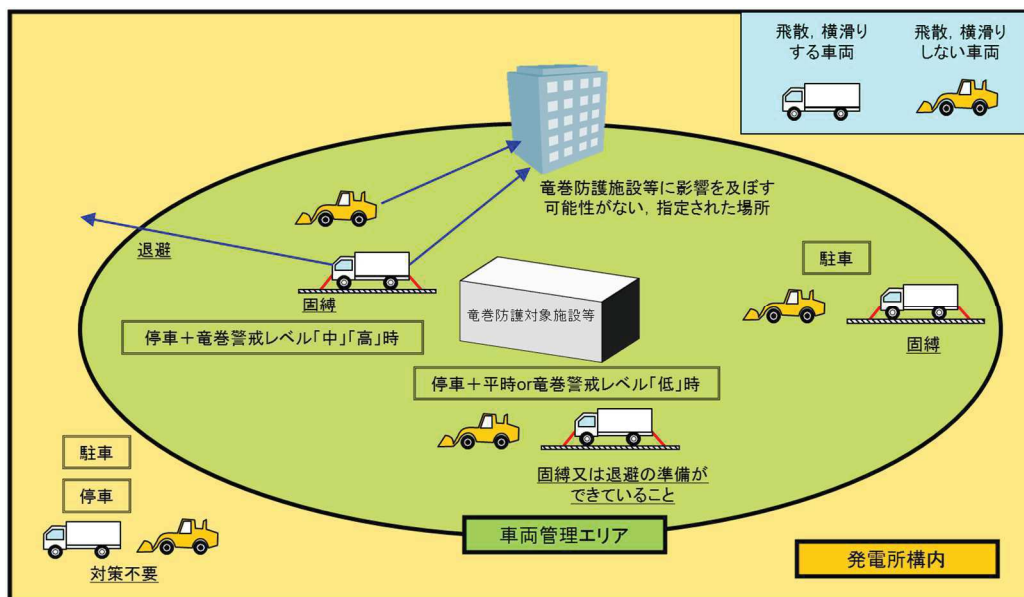 飛散，横滑り
する車両
飛散，横滑り
しない車両
竜巻防護施設等に影響を及ぼす
可能性がない，指定された場所
退避
固縛
停車＋竜巻警戒レベル「中」「高」時
竜巻防護対象施設等
駐車
固縛
停車＋平時or竜巻警戒レベル「低」時
固縛又は退避の準備が
できていること
駐車
停車
対策不要
車両管理エリア
発電所構内